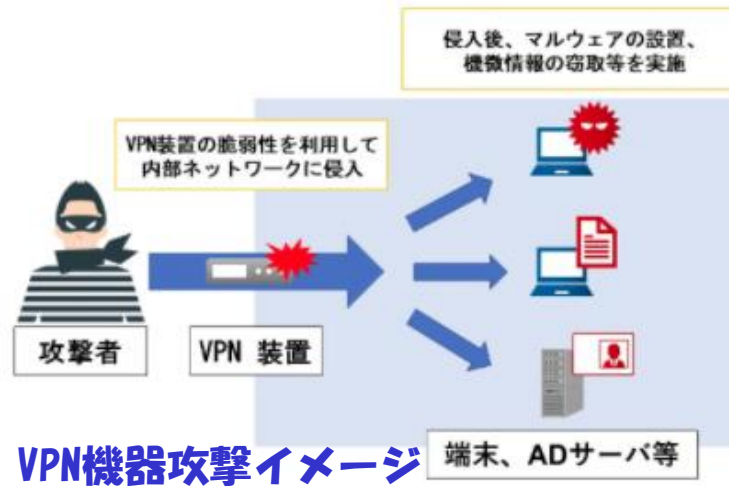 侵入後、マルウェアの設置、
機微情報の窃取等を実施
VPN装置の脆弱性を利用して
内部ネットワークに侵入
攻撃者
VPN 装置
端末、ADサーバ等
VPN機器攻撃イメージ